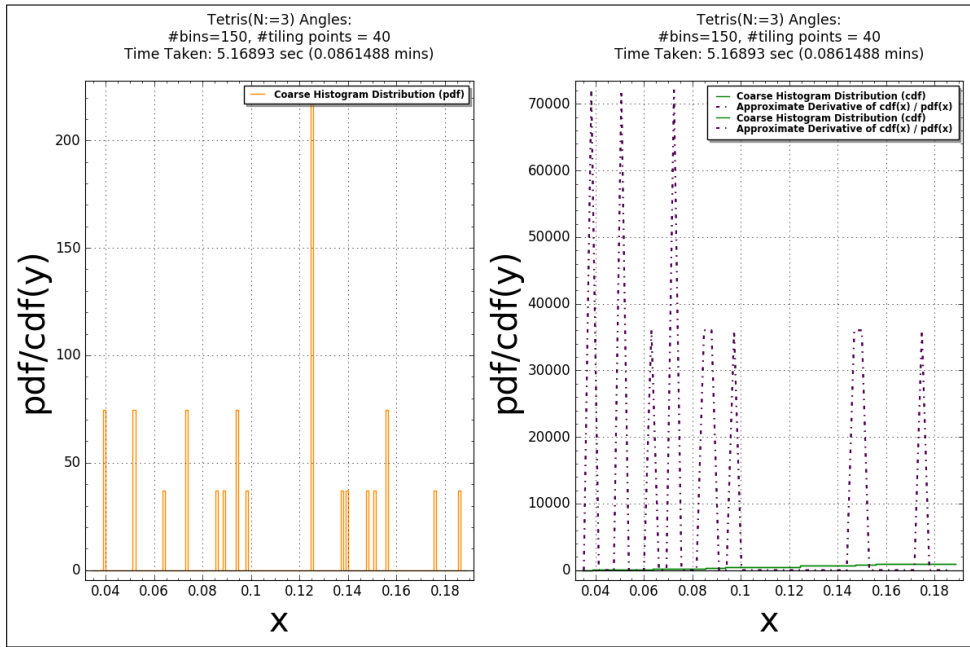 Tetris(N:=3) Angles:
#bins=150, #tiling points = 40
Time Taken: 5.16893 sec (0.0861488 mins)
Coarse Histogram Distribution (pdf)
200
150
100
50
0
0.04 0.06 0.08 0.10 0.12 0.14 0.16 0.18
pdf/cdf(y)
x
Tetris(N:=3) Angles:
#bins=150, #tiling points = 40
Time Taken: 5.16893 sec (0.0861488 mins)
Coarse Histogram Distribution (cdf)
Approximate Derivative of cdf(x) / pdf(x)
Coarse Histogram Distribution (cdf)
Approximate Derivative of cdf(x) / pdf(x)
70000
60000
50000
40000
30000
20000
10000
0
0.04 0.06 0.08 0.1 0.12 0.14 0.16 0.18
pdf/cdf(y)
x